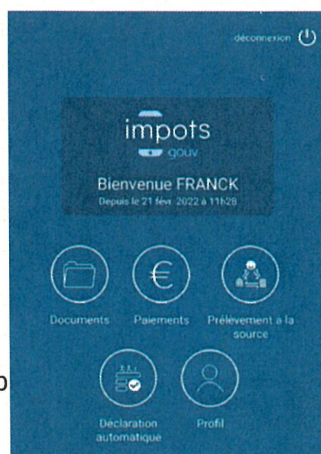 déconnexion
impots
gouv
Bienvenue FRANCK
Depuis le 21 févr. 2022 à 11h28
Documents
Paiements
Prélèvement à la
source
Déclaration
automatique
Profil